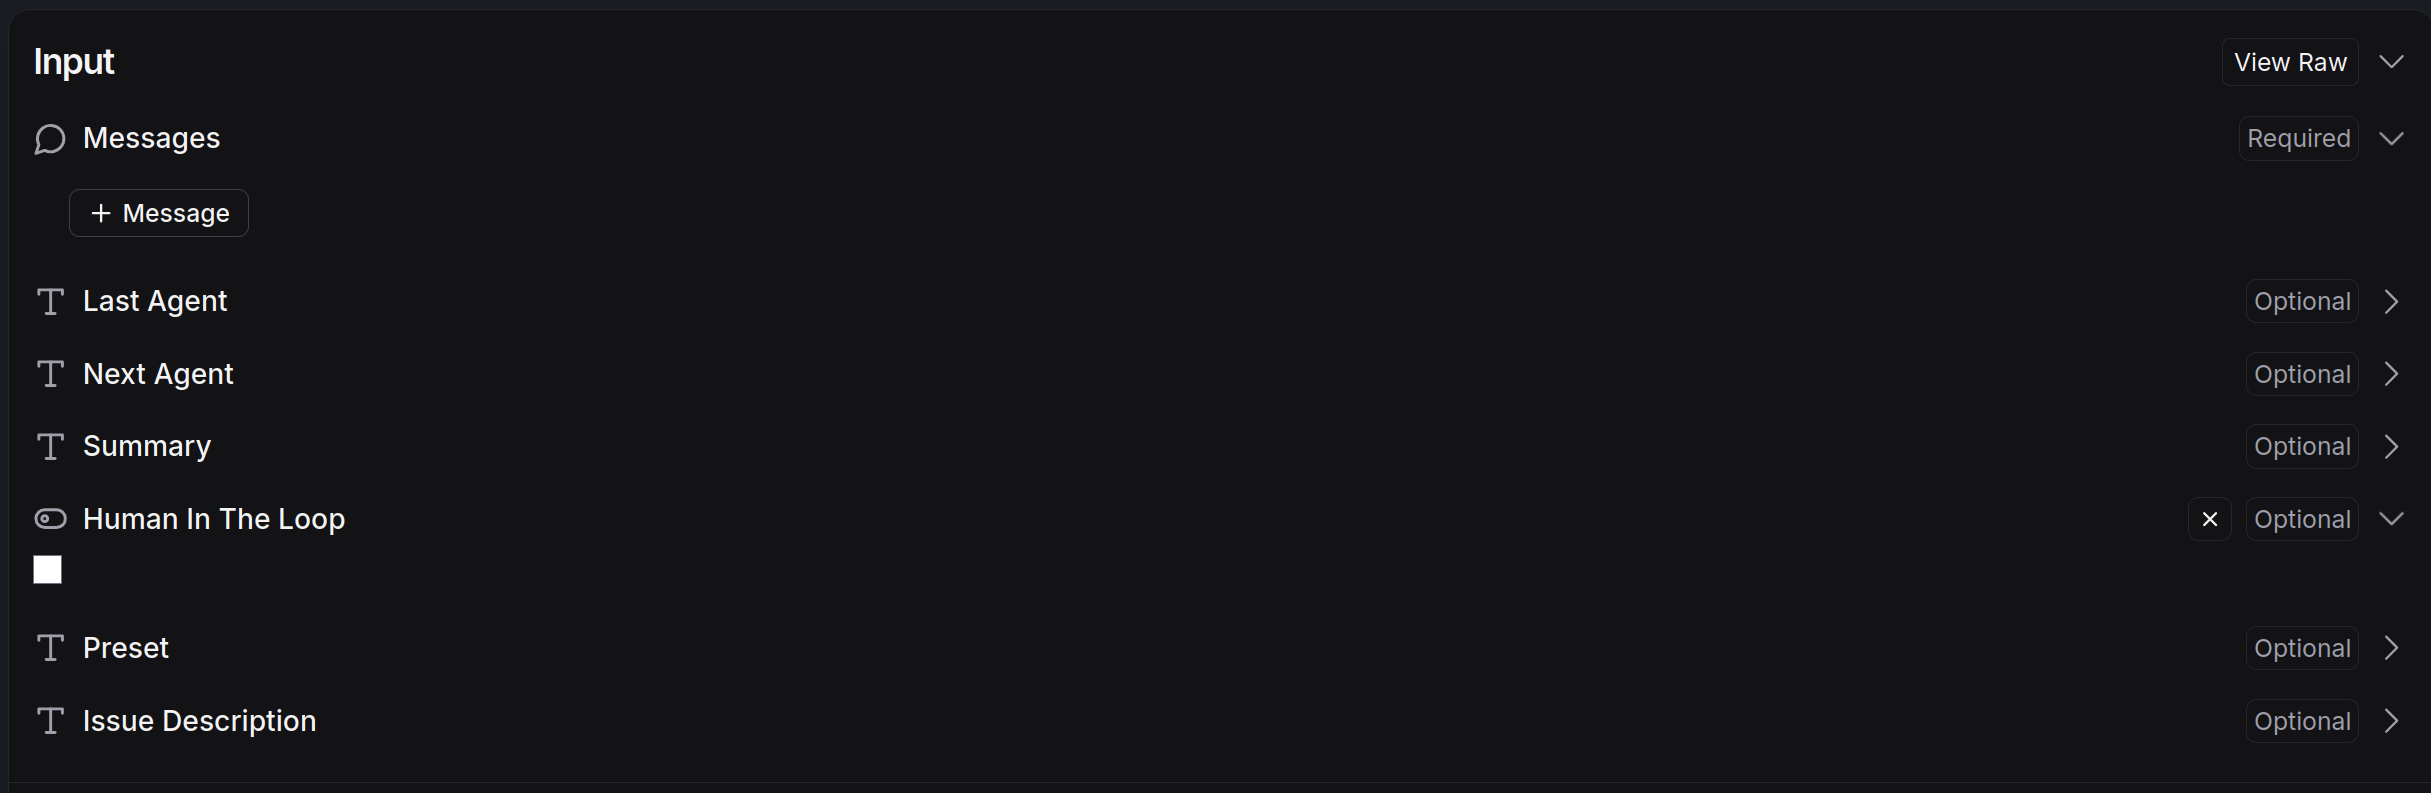 Input View Raw
Messages Required
+ Message
Last Agent Optional
Next Agent Optional
Summary Optional
Human In The Loop Optional
Preset Optional
Issue Description Optional